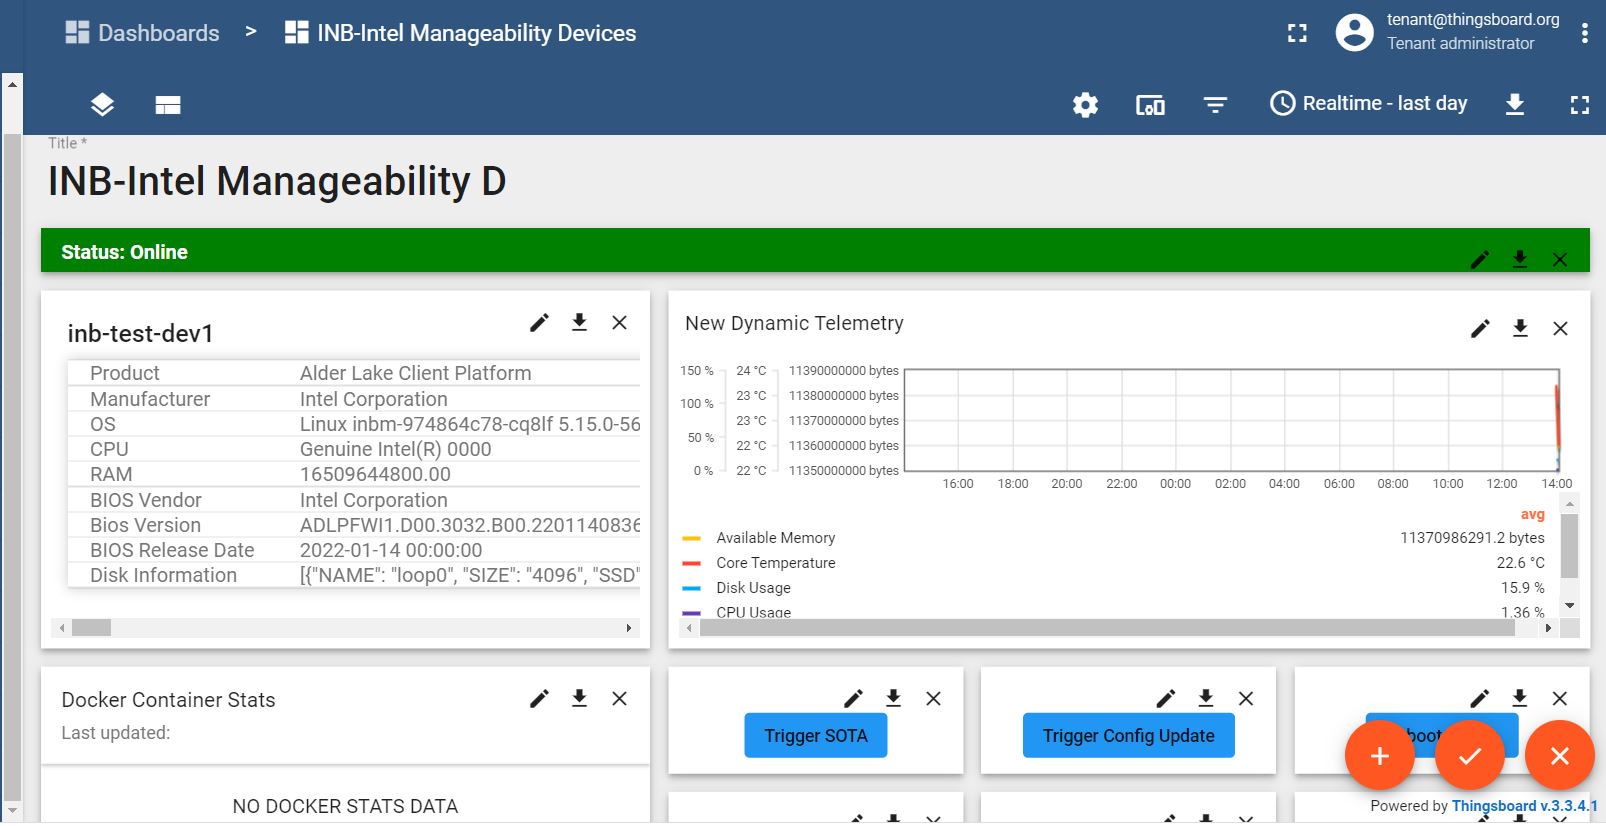 Dashboards > INB-Intel Manageability Devices
tenant@thingsboard.org
Tenant administrator
Realtime - last day
Title *
INB-Intel Manageability D
Status: Online
inb-test-dev1
Product Alder Lake Client Platform
Manufacturer Intel Corporation
OS Linux inbm-974864c78-cq8lf 5.15.0-56
CPU Genuine Intel(R) 0000
RAM 16509644800.00
BIOS Vendor Intel Corporation
Bios Version ADLPFWI1.D00.3032.B00.2201140836
BIOS Release Date 2022-01-14 00:00:00
Disk Information [{"NAME": "loop0", "SIZE": "4096", "SSD"
New Dynamic Telemetry
150 % 24 °C 11390000000 bytes
23 °C 11380000000 bytes
100 %
23 °C 11370000000 bytes
50 %
22 °C 11360000000 bytes
0 % 22 °C 11350000000 bytes
16:00 18:00 20:00 22:00 00:00 02:00 04:00 06:00 08:00 10:00 12:00 14:00
avg
Available Memory 11370986291.2 bytes
Core Temperature 22.6 °C
Disk Usage 15.9 %
CPU Usage 1.36 %
Docker Container Stats
Last updated:
NO DOCKER STATS DATA
Trigger SOTA
Trigger Config Update
boot
Powered by Thingsboard v.3.3.4.1